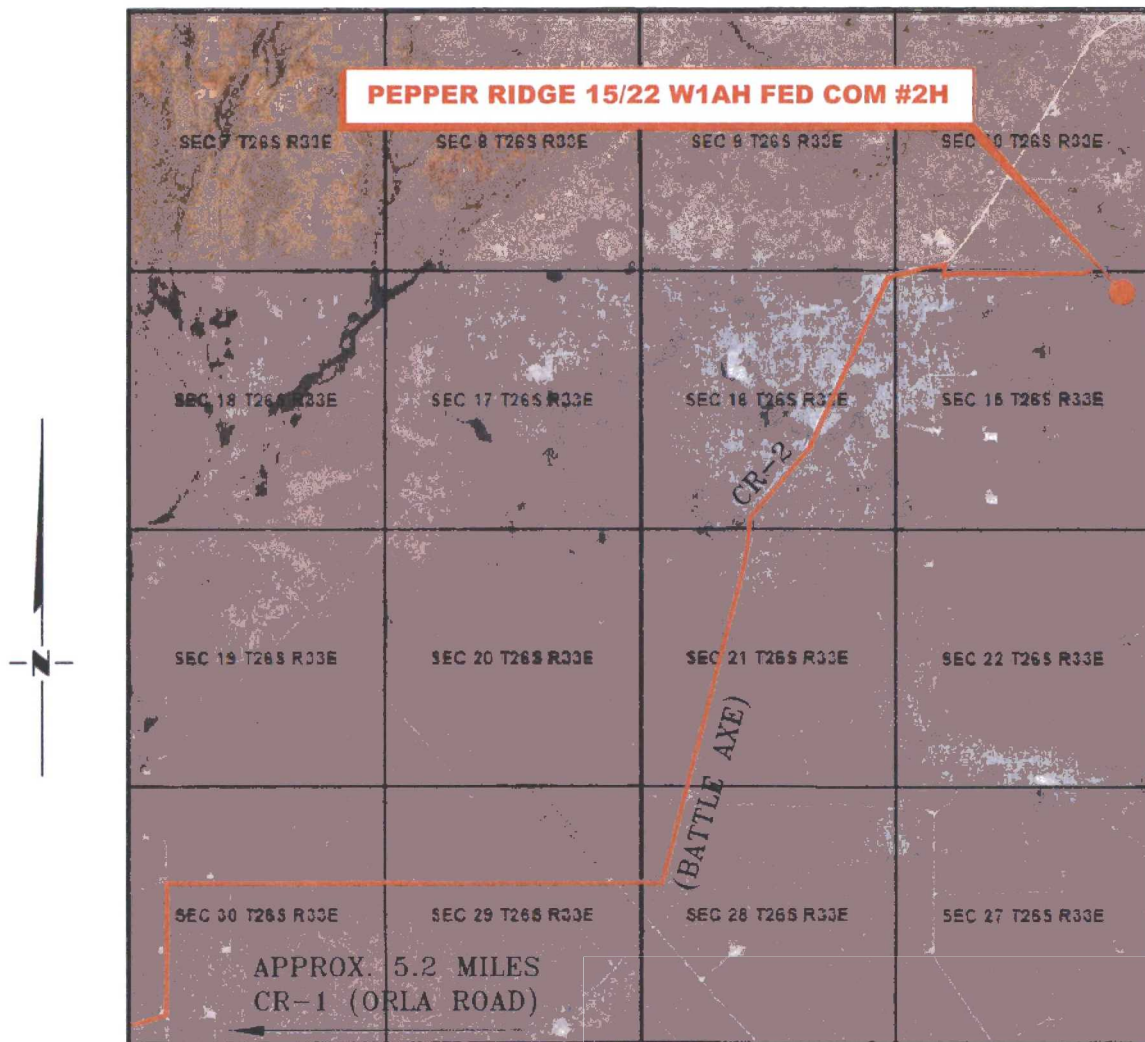 PEPPER RIDGE 15/22 W1AH FED COM #2H
SEC 7 T26S R33E
SEC 8 T26S R33E
SEC 9 T26S R33E
SEC 10 T26S R33E
SEC 18 T26S R33E
SEC 17 T26S R33E
SEC 16 T26S R33E
SEC 15 T26S R33E
CR-2
N
SEC 19 T26S R33E
SEC 20 T26S R33E
SEC 21 T26S R33E
SEC 22 T26S R33E
(BATTLE AXE)
SEC 30 T26S R33E
SEC 29 T26S R33E
SEC 28 T26S R33E
SEC 27 T26S R33E
APPROX. 5.2 MILES
CR-1 (ORLA ROAD)